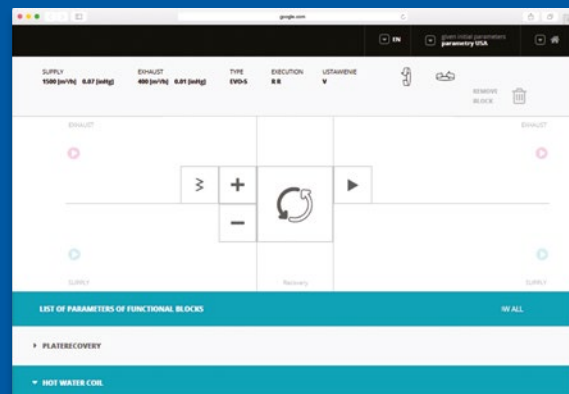 google.com
EN
given initial parameters
parametry USA
SUPPLY EXHAUST TYPE EXECUTION USTAWIENIE
1500 [m³/h] 0.07 [inHg] 400 [m³/h] 0.01 [inHg] EVO-S R R V
REMOVE
BLOCK
EXHAUST EXHAUST
SUPPLY Recovery SUPPLY
LIST OF PARAMETERS OF FUNCTIONAL BLOCKS ALL
PLATERECOVERY
HOT WATER COIL